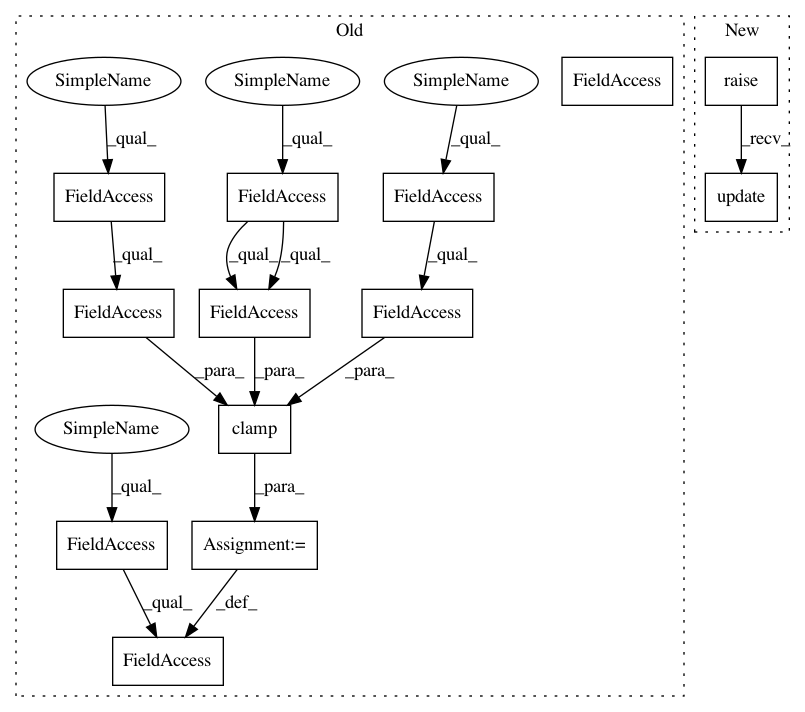 Old
New
SimpleName
SimpleName
SimpleName
FieldAccess
raise
_qual_
_qual_
_qual_
_recv_
FieldAccess
FieldAccess
FieldAccess
update
_qual_
_qual_
_qual_
_qual_
FieldAccess
FieldAccess
FieldAccess
_para_
_para_
_para_
SimpleName
clamp
_qual_
_para_
FieldAccess
Assignment:=
_qual_
_def_
FieldAccess